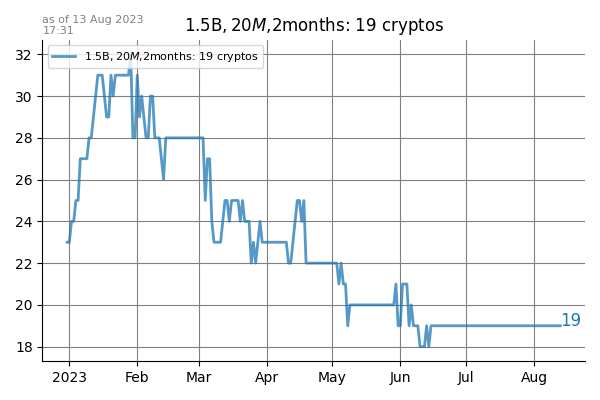 as of 13 Aug 2023
17:31
1.5B, 20M,2months: 19 cryptos
1.5B, 20M,2months: 19 cryptos
32
30
28
26
24
22
20
18
19
2023 Feb Mar Apr May Jun Jul Aug